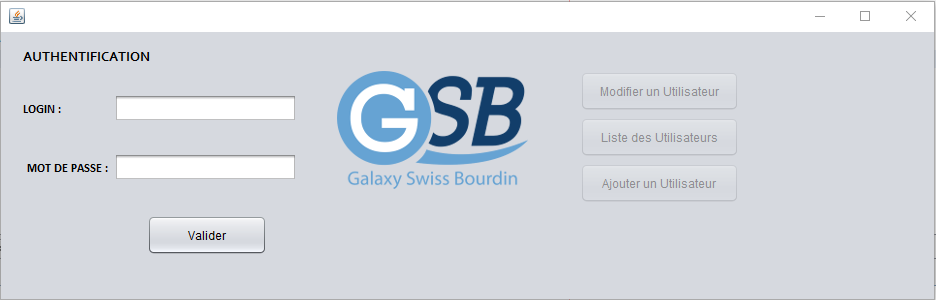 AUTHENTIFICATION
LOGIN :
MOT DE PASSE :
Valider
GSB
Galaxy Swiss Bourdin
Modifier un Utilisateur
Liste des Utilisateurs
Ajouter un Utilisateur